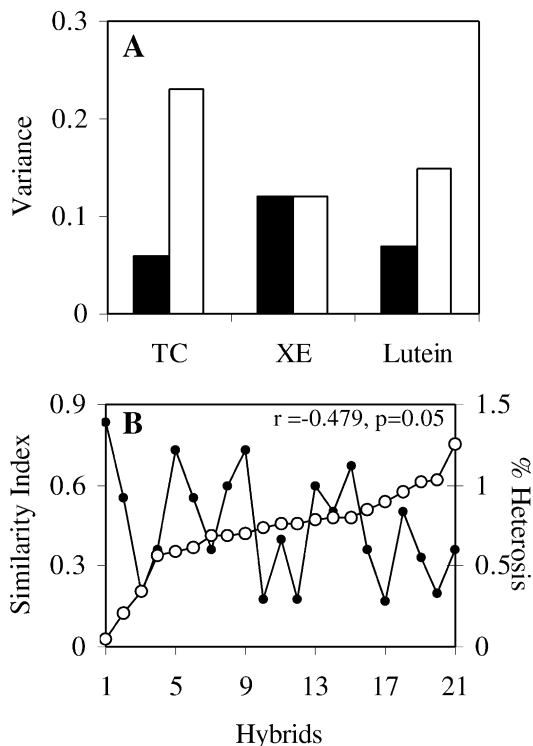 0.3
A
0.2
Variance
0.1
0
TC XE Lutein
0.9 1.5
B r =-0.479, p=0.05
0.6 1
Similarity Index % Heterosis
0.3 0.5
0 0
1 5 9 13 17 21
Hybrids